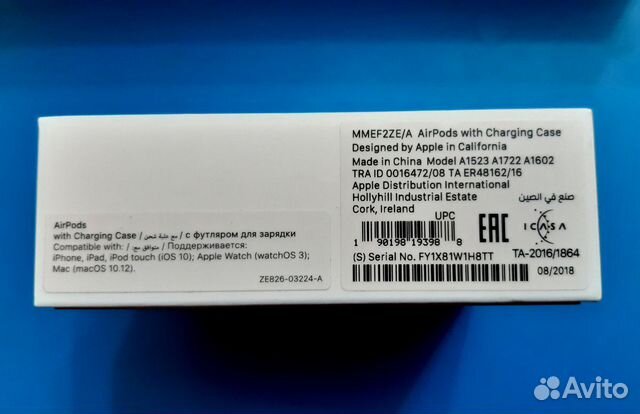 AirPods
with Charging Case / مع علبة شحن / с футляром для зарядки
Compatible with: / متوافق مع: / Поддерживается:
iPhone, iPad, iPod touch (iOS 10); Apple Watch (watchOS 3);
Mac (macOS 10.12).
ZE826-03224-A
MMEF2ZE/A AirPods with Charging Case
Designed by Apple in California
Made in China Model A1523 A1722 A1602
TRA ID 0016472/08 TA ER48162/16
Apple Distribution International
Hollyhill Industrial Estate
Cork, Ireland
صنع في الصين
UPC
1 90198 19398 8
EAC
ICASA
TA-2016/1864
(S) Serial No. FY1X81W1H8TT
08/2018
Avito